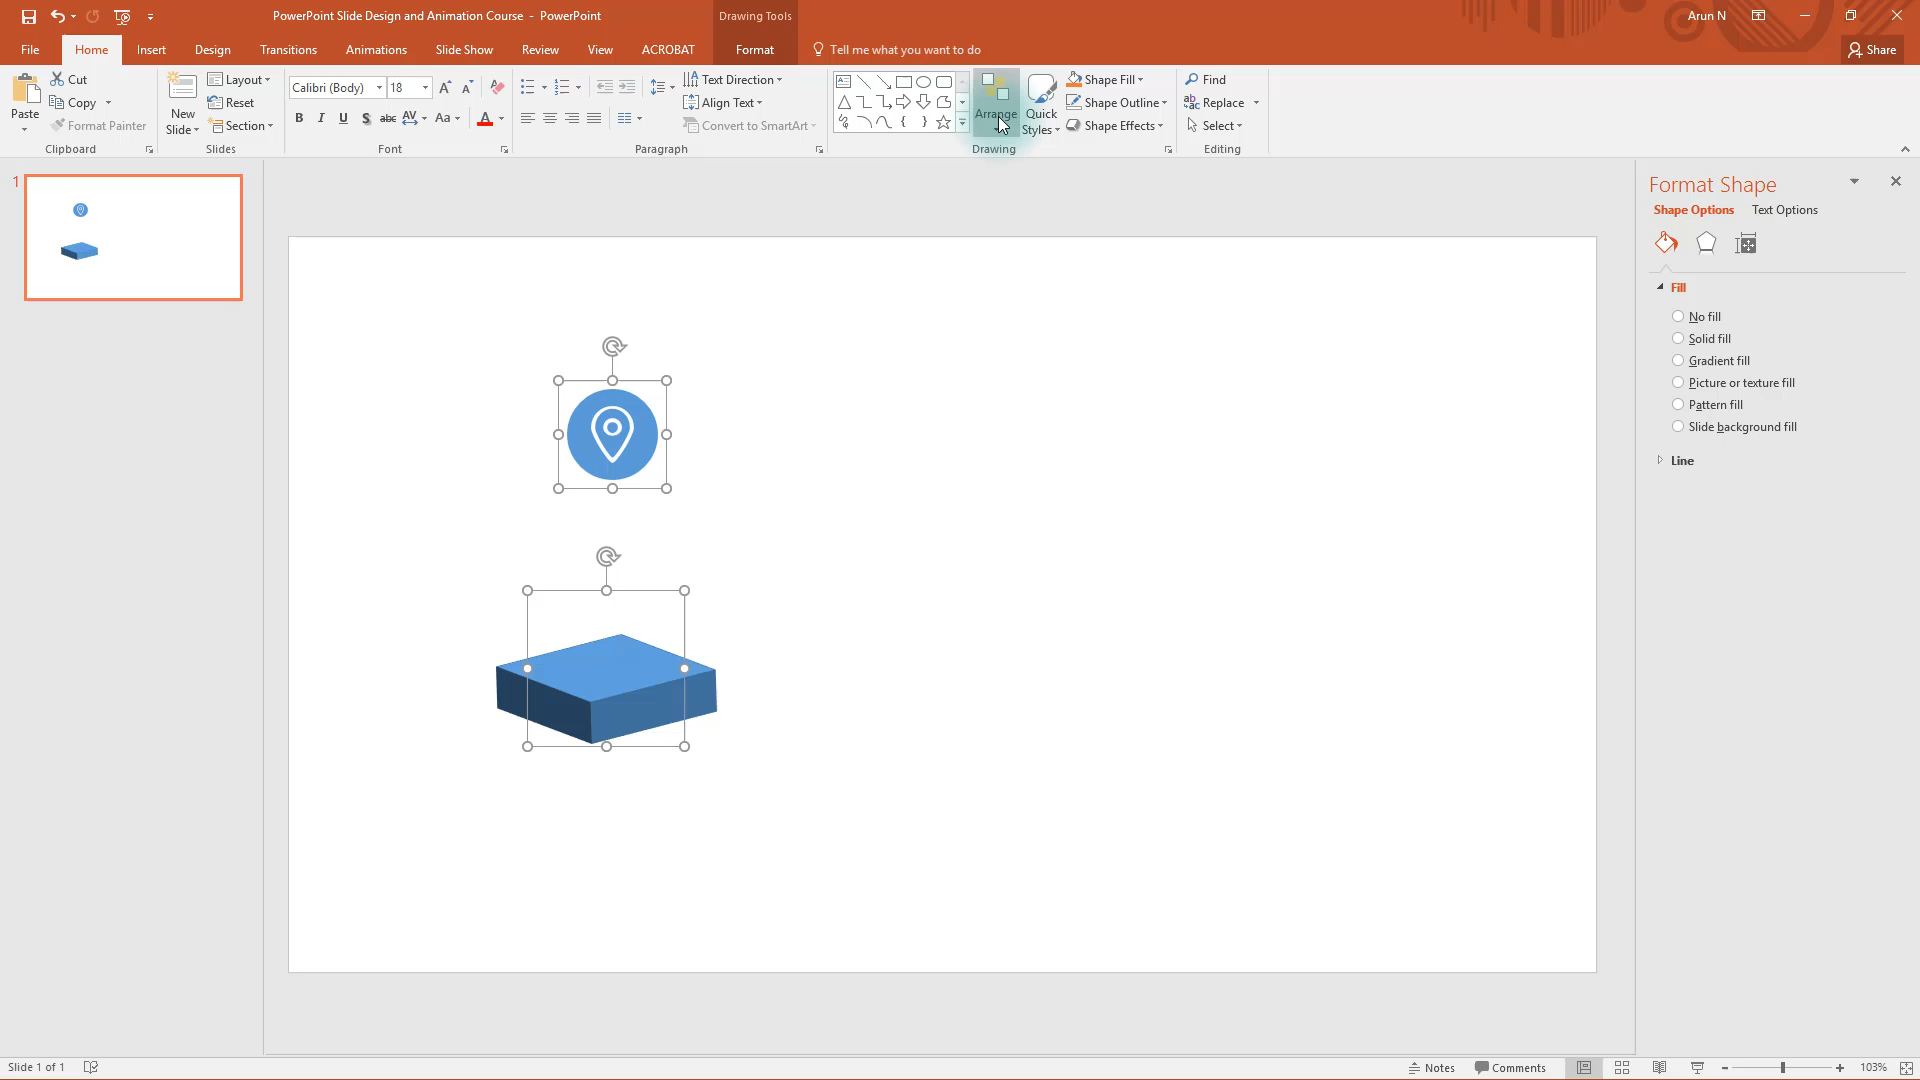 PowerPoint Slide Design and Animation Course - PowerPoint
Drawing Tools
Arun N
File
Home
Insert
Design
Transitions
Animations
Slide Show
Review
View
ACROBAT
Format
Tell me what you want to do
Share
Paste
Cut
Copy
Format Painter
Clipboard
New
Slide
Layout
Reset
Section
Slides
Calibri (Body)
18
B I U S abc AV Aa A
Font
Text Direction
Align Text
Convert to SmartArt
Paragraph
Arrange
Quick
Styles
Shape Fill
Shape Outline
Shape Effects
Drawing
Find
Replace
Select
Editing
1
Format Shape
Shape Options
Text Options
Fill
No fill
Solid fill
Gradient fill
Picture or texture fill
Pattern fill
Slide background fill
Line
Slide 1 of 1
Notes
Comments
103%